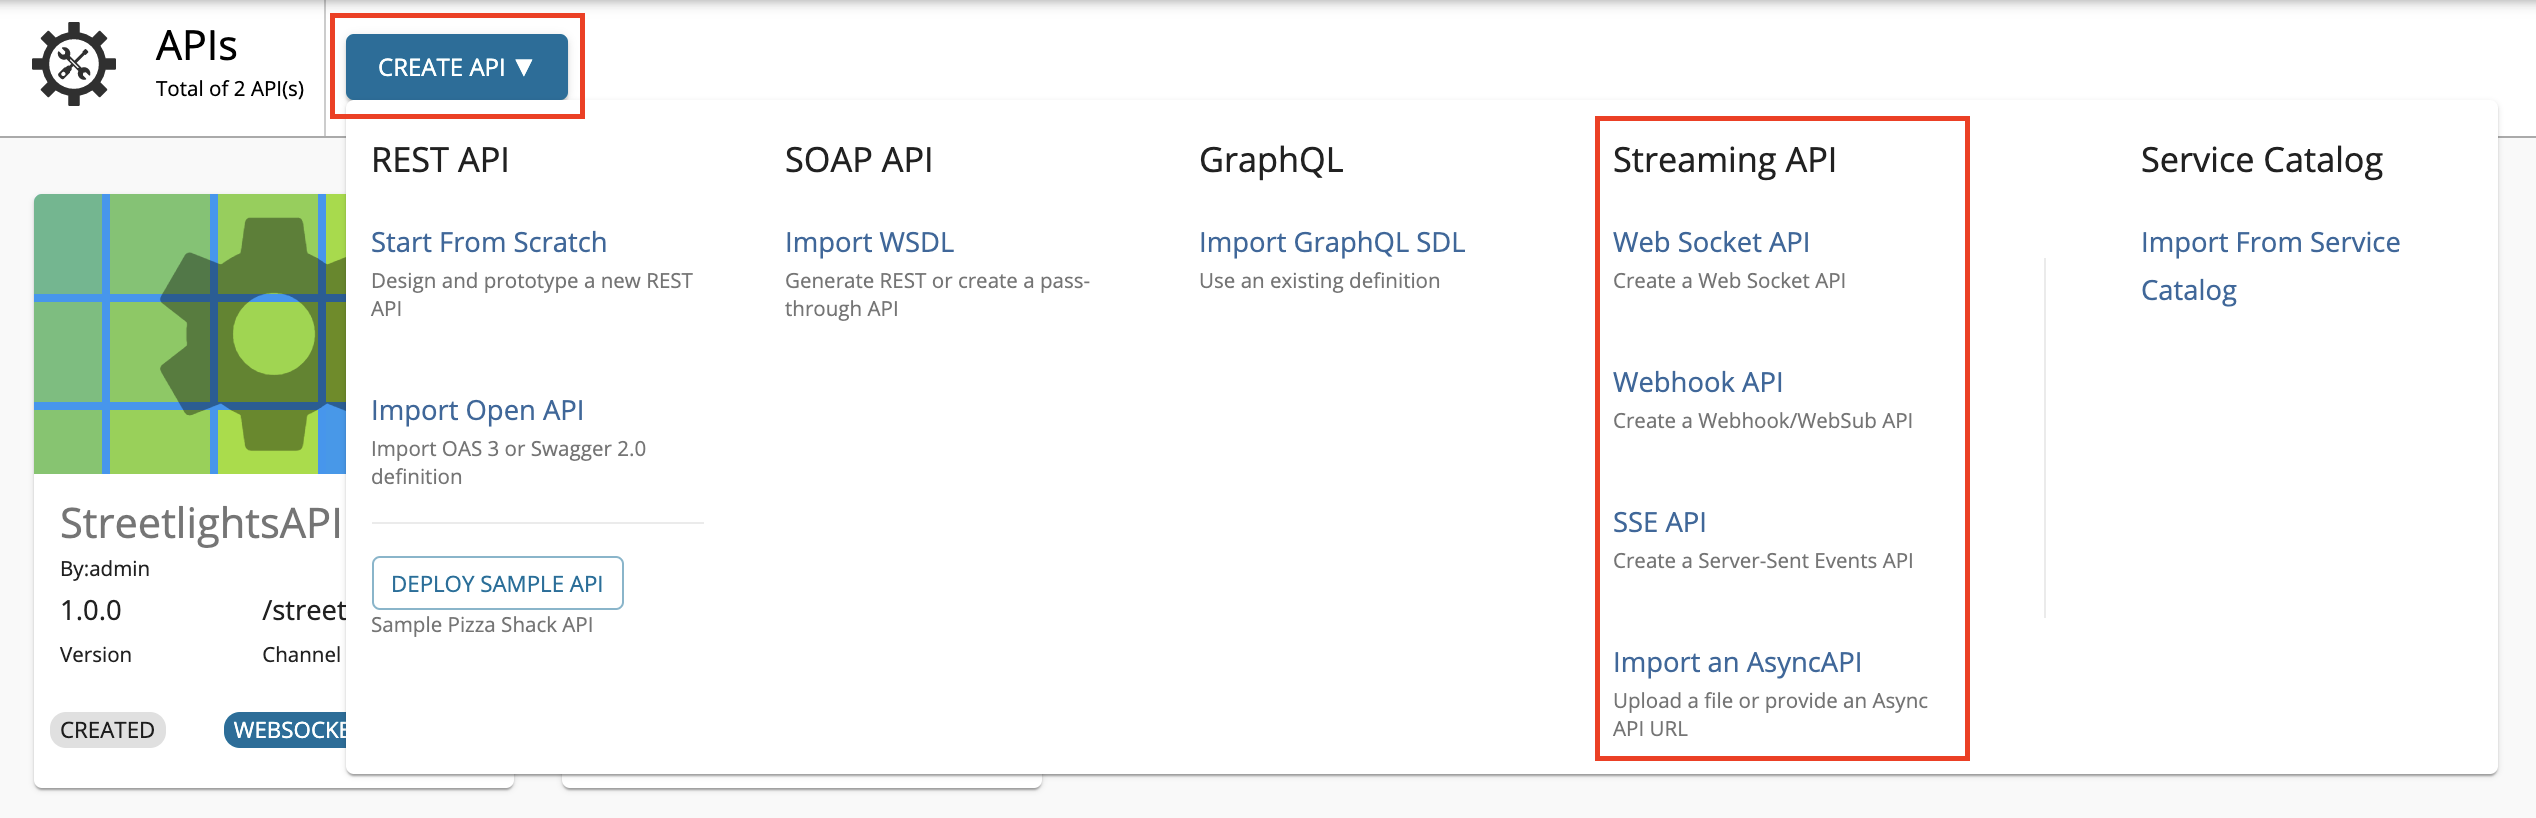 APIs
Total of 2 API(s)
CREATE API ▼
REST API
Start From Scratch
Design and prototype a new REST
API
Import Open API
Import OAS 3 or Swagger 2.0
definition
DEPLOY SAMPLE API
Sample Pizza Shack API
SOAP API
Import WSDL
Generate REST or create a pass-
through API
GraphQL
Import GraphQL SDL
Use an existing definition
Streaming API
Web Socket API
Create a Web Socket API
Webhook API
Create a Webhook/WebSub API
SSE API
Create a Server-Sent Events API
Import an AsyncAPI
Upload a file or provide an Async
API URL
Service Catalog
Import From Service
Catalog
StreetlightsAPI
By:admin
1.0.0 /street
Version Channel
CREATED WEBSOCKE